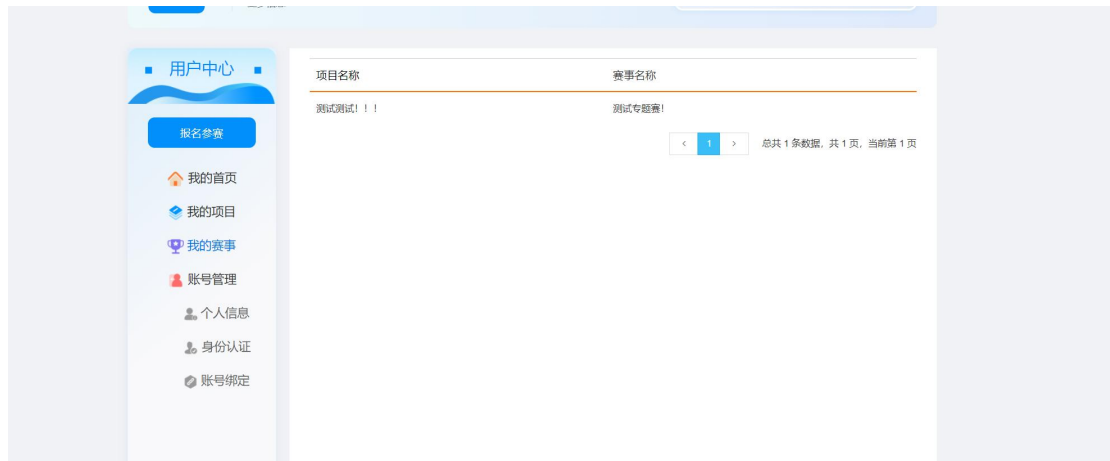 用户中心
报名参赛
我的首页
我的项目
我的赛事
账号管理
个人信息
身份认证
账号绑定
项目名称 赛事名称
测试测试！！！ 测试专题赛！
< 1 > 总共 1 条数据, 共 1 页, 当前第 1 页